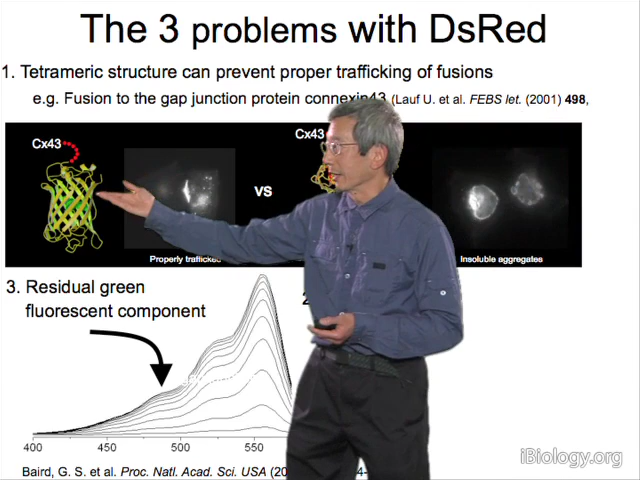 The 3 problems with DsRed
1. Tetrameric structure can prevent proper trafficking of fusions
e.g. Fusion to the gap junction protein connexin43 (Lauf U. et al. FEBS let. (2001) 498,
Cx43
Cx43
vs
Properly trafficked
Insoluble aggregates
3. Residual green
fluorescent component
2
400 450 500 550
Baird, G. S. et al. Proc. Natl. Acad. Sci. USA (20
iBiology.org